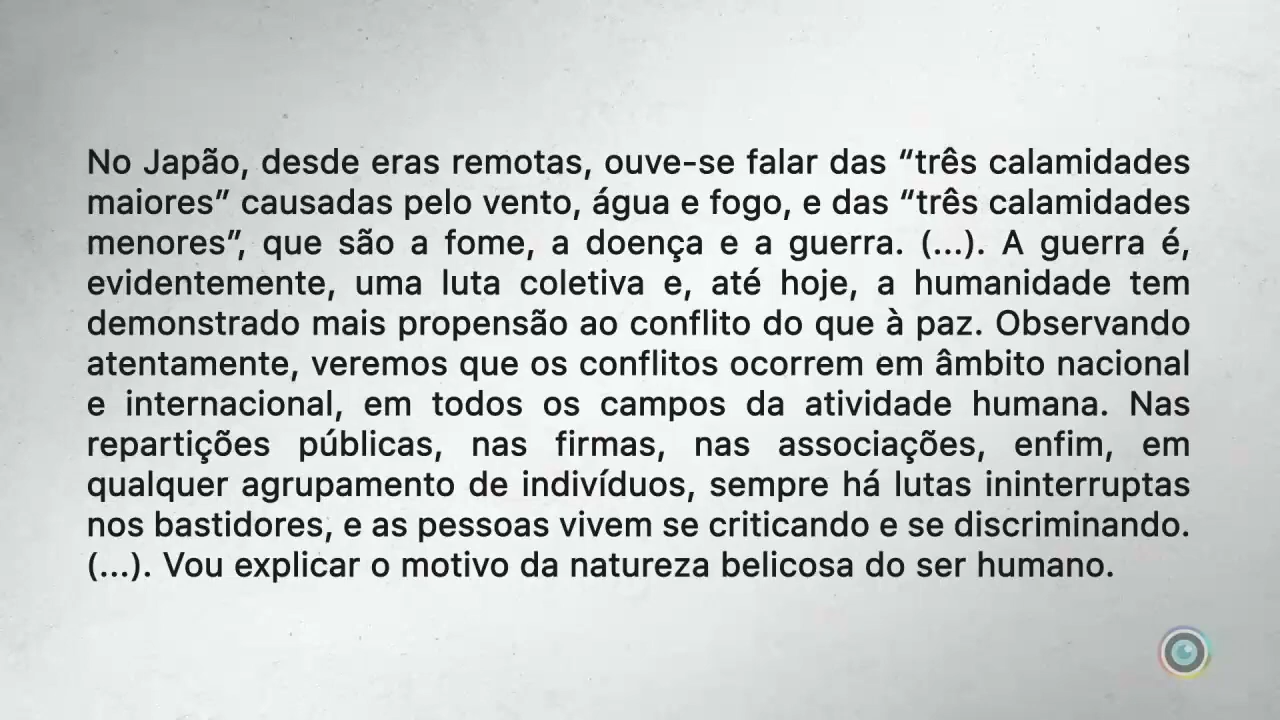 No Japão, desde eras remotas, ouve-se falar das “três calamidades
maiores” causadas pelo vento, água e fogo, e das “três calamidades
menores”, que são a fome, a doença e a guerra. (...). A guerra é,
evidentemente, uma luta coletiva e, até hoje, a humanidade tem
demonstrado mais propensão ao conflito do que à paz. Observando
atentamente, veremos que os conflitos ocorrem em âmbito nacional
e internacional, em todos os campos da atividade humana. Nas
repartições públicas, nas firmas, nas associações, enfim, em
qualquer agrupamento de indivíduos, sempre há lutas ininterruptas
nos bastidores, e as pessoas vivem se criticando e se discriminando.
(...). Vou explicar o motivo da natureza belicosa do ser humano.